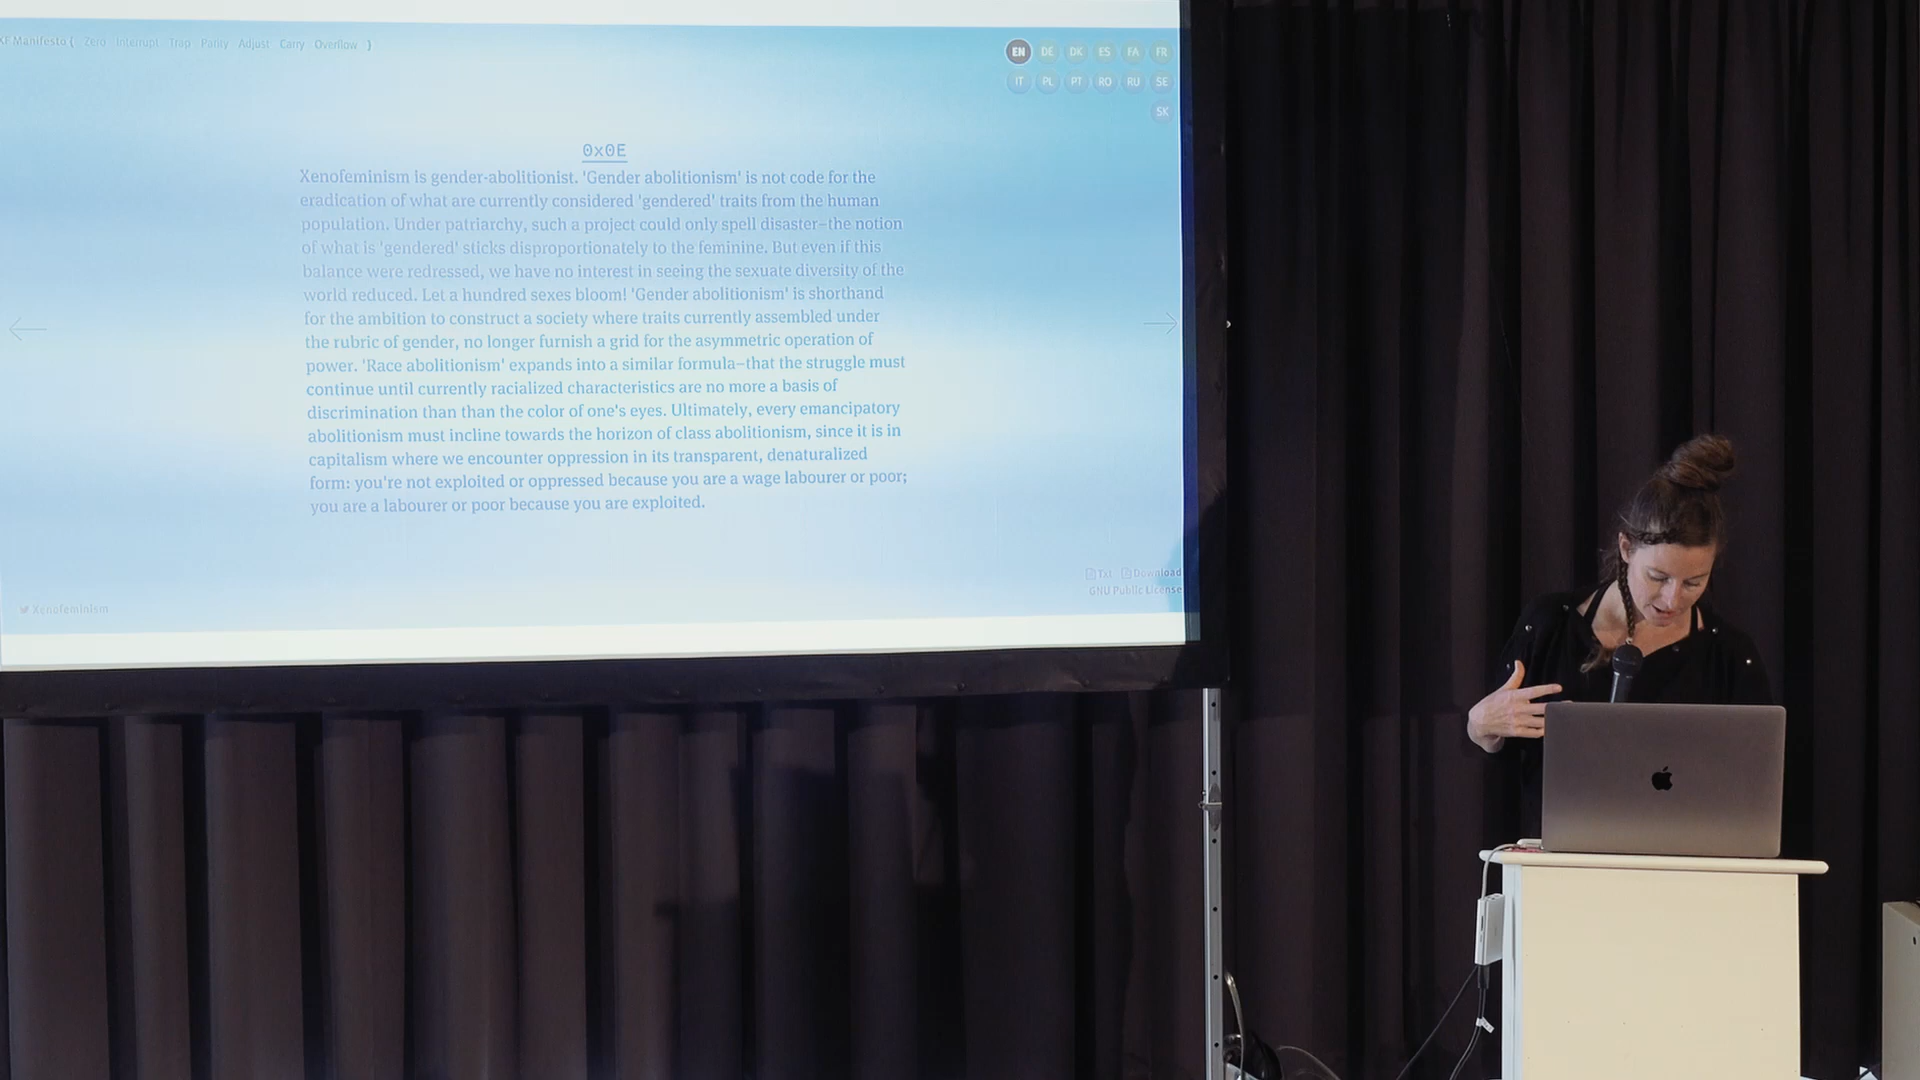 XF Manifesto { Zero Interrupt Trap Parity Adjust Carry Overflow }
EN DE DK ES FA FR
IT PL PT RO RU SE
SK
0x0E
Xenofeminism is gender-abolitionist. 'Gender abolitionism' is not code for the
eradication of what are currently considered 'gendered' traits from the human
population. Under patriarchy, such a project could only spell disaster–the notion
of what is 'gendered' sticks disproportionately to the feminine. But even if this
balance were redressed, we have no interest in seeing the sexuate diversity of the
world reduced. Let a hundred sexes bloom! 'Gender abolitionism' is shorthand
for the ambition to construct a society where traits currently assembled under
the rubric of gender, no longer furnish a grid for the asymmetric operation of
power. 'Race abolitionism' expands into a similar formula–that the struggle must
continue until currently racialized characteristics are no more a basis of
discrimination than than the color of one's eyes. Ultimately, every emancipatory
abolitionism must incline towards the horizon of class abolitionism, since it is in
capitalism where we encounter oppression in its transparent, denaturalized
form: you're not exploited or oppressed because you are a wage labourer or poor;
you are a labourer or poor because you are exploited.
Txt Download
GNU Public License
Xenofeminism